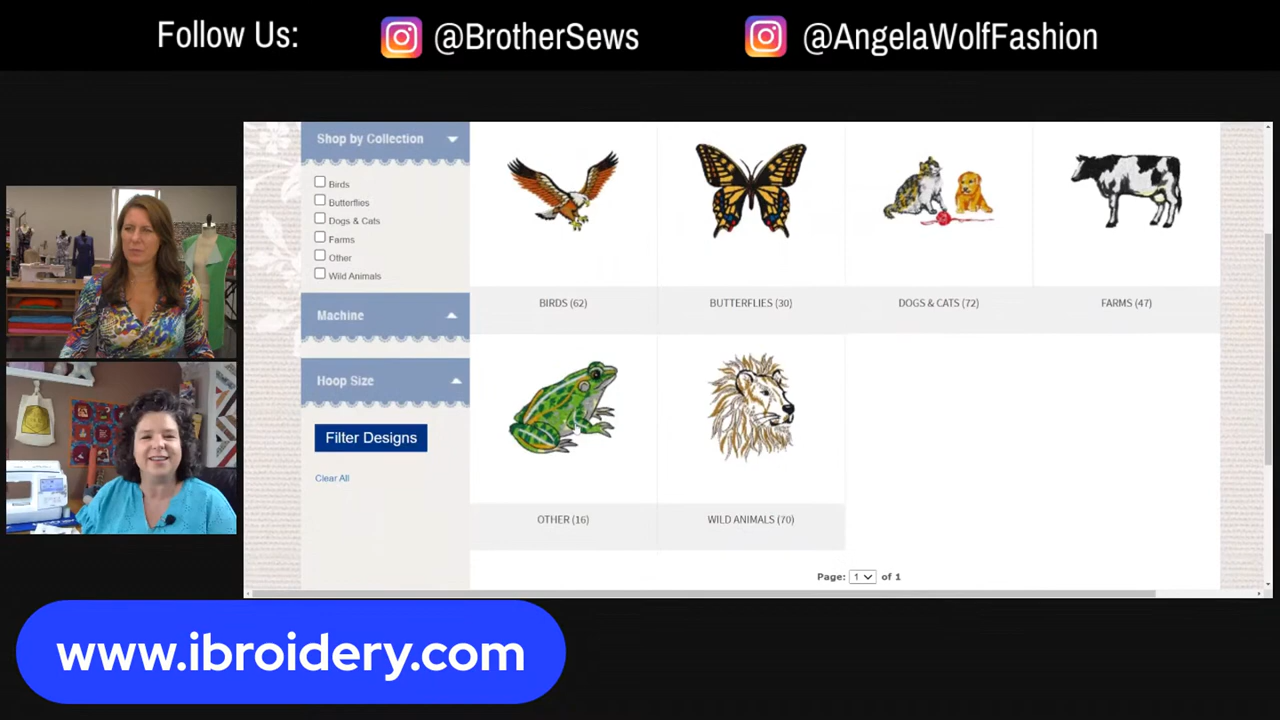 Follow Us:
@BrotherSews
@AngelaWolfFashion
Shop by Collection
Birds
Butterflies
Dogs & Cats
Farms
Other
Wild Animals
Machine
Hoop Size
Filter Designs
Clear All
BIRDS (62)
BUTTERFLIES (30)
DOGS & CATS (72)
FARMS (47)
OTHER (16)
WILD ANIMALS (70)
Page: 1 of 1
www.ibroidery.com